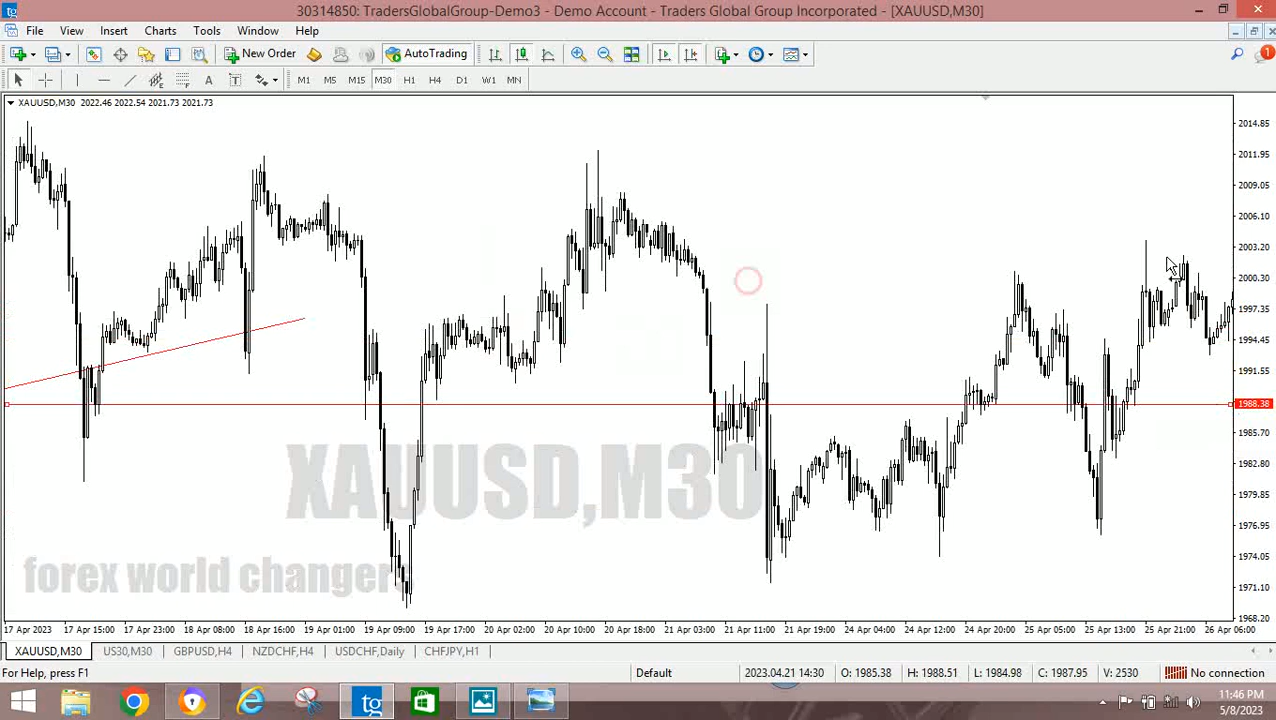 30314850: TradersGlobalGroup-Demo3 - Demo Account - Traders Global Group Incorporated - [XAUUSD,M30]
File View Insert Charts Tools Window Help
New Order AutoTrading
A T M1 M5 M15 M30 H1 H4 D1 W1 MN
XAUUSD,M30 2022.46 2022.54 2021.73 2021.73
2014.85
2011.95
2009.05
2006.10
2003.20
2000.30
1997.35
1994.45
1991.55
1988.38
1985.70
1982.80
1979.85
1976.95
1974.05
1971.10
1968.20
XAUUSD,M30
forex world changer
17 Apr 2023 17 Apr 15:00 17 Apr 23:00 18 Apr 08:00 18 Apr 16:00 19 Apr 01:00 19 Apr 09:00 19 Apr 17:00 20 Apr 02:00 20 Apr 10:00 20 Apr 18:00 21 Apr 03:00 21 Apr 11:00 21 Apr 19:00 24 Apr 04:00 24 Apr 12:00 24 Apr 20:00 25 Apr 05:00 25 Apr 13:00 25 Apr 21:00 26 Apr 06:00
XAUUSD,M30 US30,M30 GBPUSD,H4 NZDCHF,H4 USDCHF,Daily CHFJPY,H1
For Help, press F1 Default 2023.04.21 14:30 O: 1985.38 H: 1988.51 L: 1984.98 C: 1987.95 V: 2530 No connection
tg 11:46 PM
5/8/2023